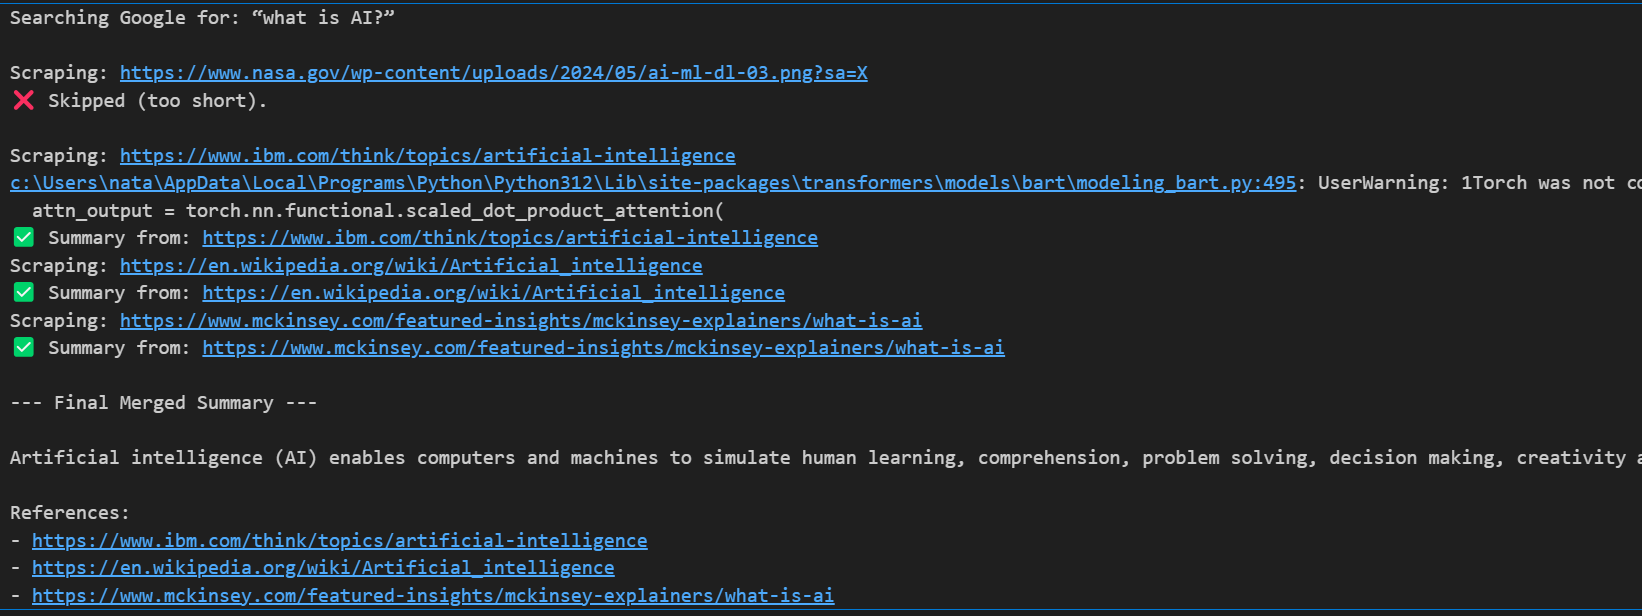 Searching Google for: “what is AI?”
Scraping: https://www.nasa.gov/wp-content/uploads/2024/05/ai-ml-dl-03.png?sa=X
❌ Skipped (too short).
Scraping: https://www.ibm.com/think/topics/artificial-intelligence
c:\Users\nata\AppData\Local\Programs\Python\Python312\Lib\site-packages\transformers\models\bart\modeling_bart.py:495: UserWarning: 1Torch was not
attn_output = torch.nn.functional.scaled_dot_product_attention(
✅ Summary from: https://www.ibm.com/think/topics/artificial-intelligence
Scraping: https://en.wikipedia.org/wiki/Artificial_intelligence
✅ Summary from: https://en.wikipedia.org/wiki/Artificial_intelligence
Scraping: https://www.mckinsey.com/featured-insights/mckinsey-explainers/what-is-ai
✅ Summary from: https://www.mckinsey.com/featured-insights/mckinsey-explainers/what-is-ai
--- Final Merged Summary ---
Artificial intelligence (AI) enables computers and machines to simulate human learning, comprehension, problem solving, decision making, creativity
References:
- https://www.ibm.com/think/topics/artificial-intelligence
- https://en.wikipedia.org/wiki/Artificial_intelligence
- https://www.mckinsey.com/featured-insights/mckinsey-explainers/what-is-ai